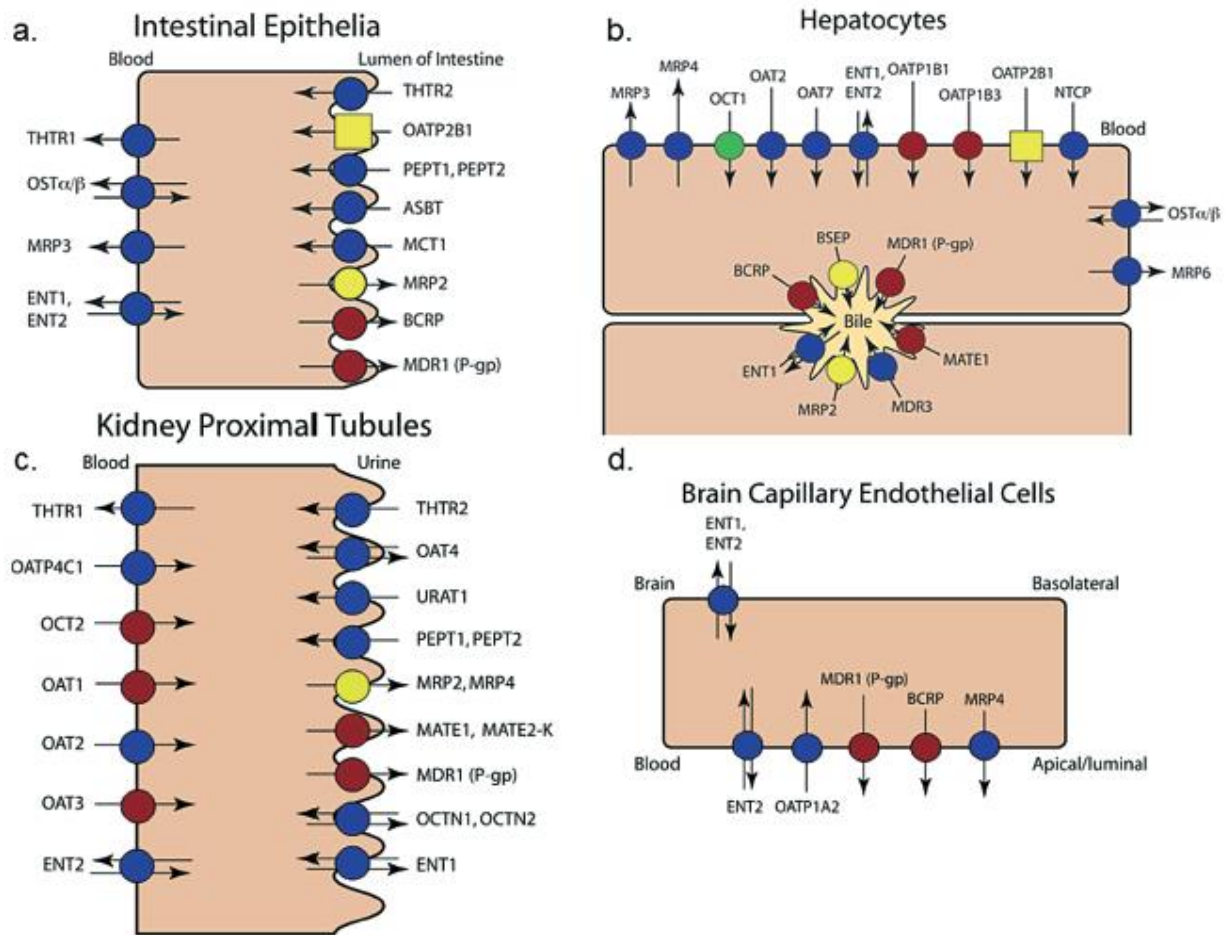 a.
Intestinal Epithelia
Blood
Lumen of Intestine
THTR1
OSTα/β
MRP3
ENT1,
ENT2
THTR2
OATP2B1
PEPT1, PEPT2
ASBT
MCT1
MRP2
BCRP
MDR1 (P-gp)
b.
Hepatocytes
MRP3
MRP4
OCT1
OAT2
OAT7
ENT1,
ENT2
OATP1B1
OATP1B3
OATP2B1
NTCP
Blood
OSTα/β
MRP6
BSEP
MDR1 (P-gp)
BCRP
Bile
ENT1
MATE1
MRP2
MDR3
Kidney Proximal Tubules
c.
Blood
Urine
THTR1
OATP4C1
OCT2
OAT1
OAT2
OAT3
ENT2
THTR2
OAT4
URAT1
PEPT1, PEPT2
MRP2, MRP4
MATE1, MATE2-K
MDR1 (P-gp)
OCTN1, OCTN2
ENT1
d.
Brain Capillary Endothelial Cells
ENT1,
ENT2
Brain
Basolateral
MDR1 (P-gp)
BCRP
MRP4
Blood
Apical/luminal
ENT2
OATP1A2